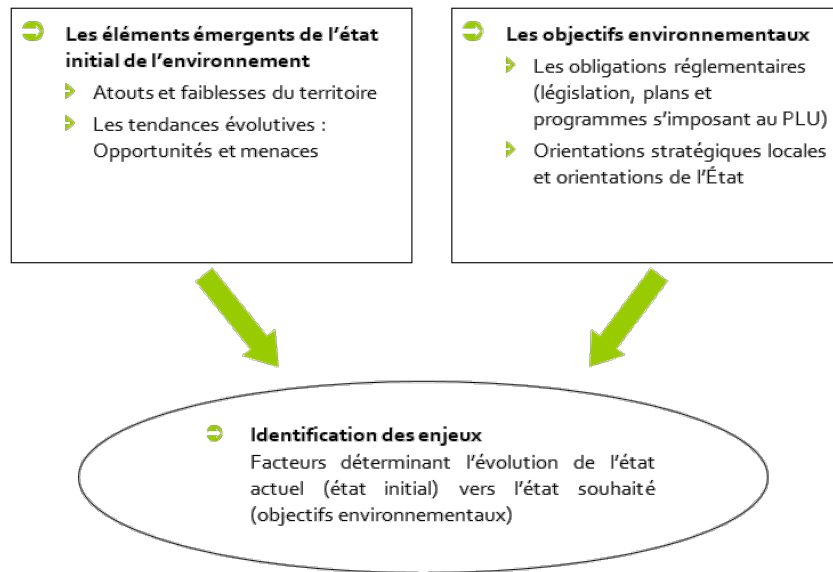 Les éléments émergents de l'état
initial de l'environnement
Atouts et faiblesses du territoire
Les tendances évolutives :
Opportunités et menaces
Les objectifs environnementaux
Les obligations réglementaires
(législation, plans et
programmes s'imposant au PLU)
Orientations stratégiques locales
et orientations de l'État
Identification des enjeux
Facteurs déterminant l'évolution de l'état
actuel (état initial) vers l'état souhaité
(objectifs environnementaux)